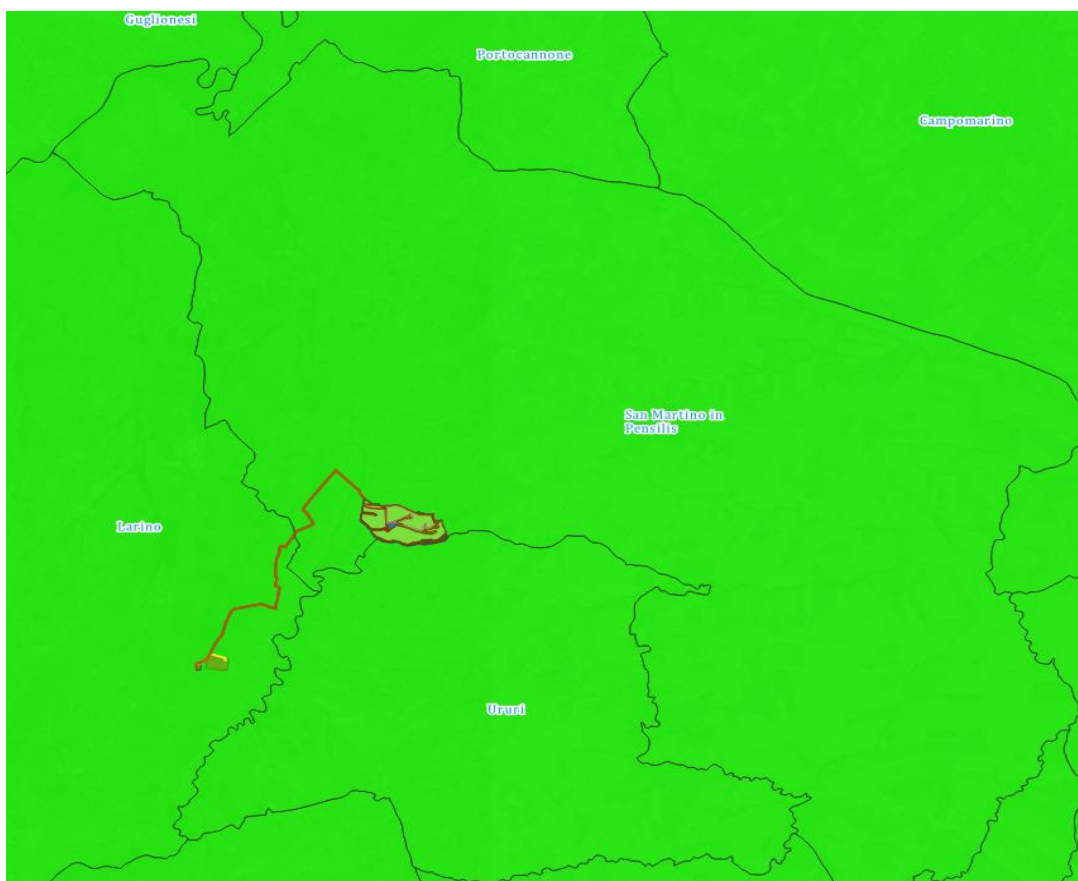 Guglionesi
Portocannone
Campomarino
San Martino in
Pensilis
Larino
Ururi